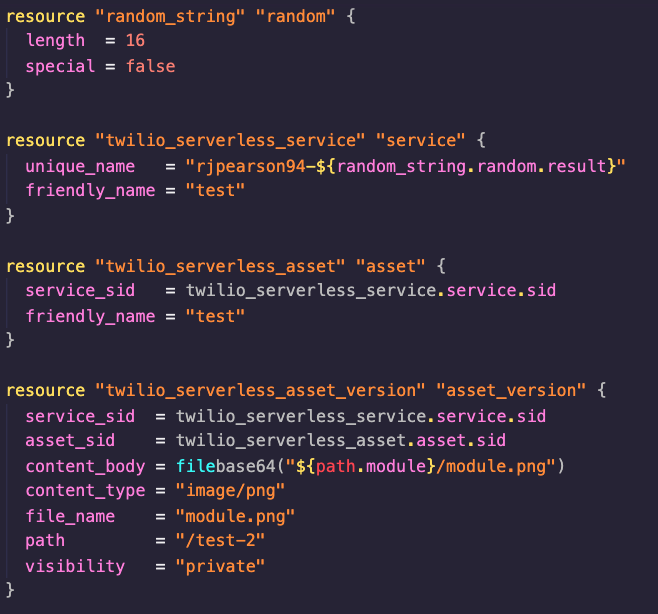 resource "random_string" "random" {
  length  = 16
  special = false
}

resource "twilio_serverless_service" "service" {
  unique_name   = "rjpearson94-${random_string.random.result}"
  friendly_name = "test"
}

resource "twilio_serverless_asset" "asset" {
  service_sid   = twilio_serverless_service.service.sid
  friendly_name = "test"
}

resource "twilio_serverless_asset_version" "asset_version" {
  service_sid  = twilio_serverless_service.service.sid
  asset_sid    = twilio_serverless_asset.asset.sid
  content_body = filebase64("${path.module}/module.png")
  content_type = "image/png"
  file_name    = "module.png"
  path         = "/test-2"
  visibility   = "private"
}